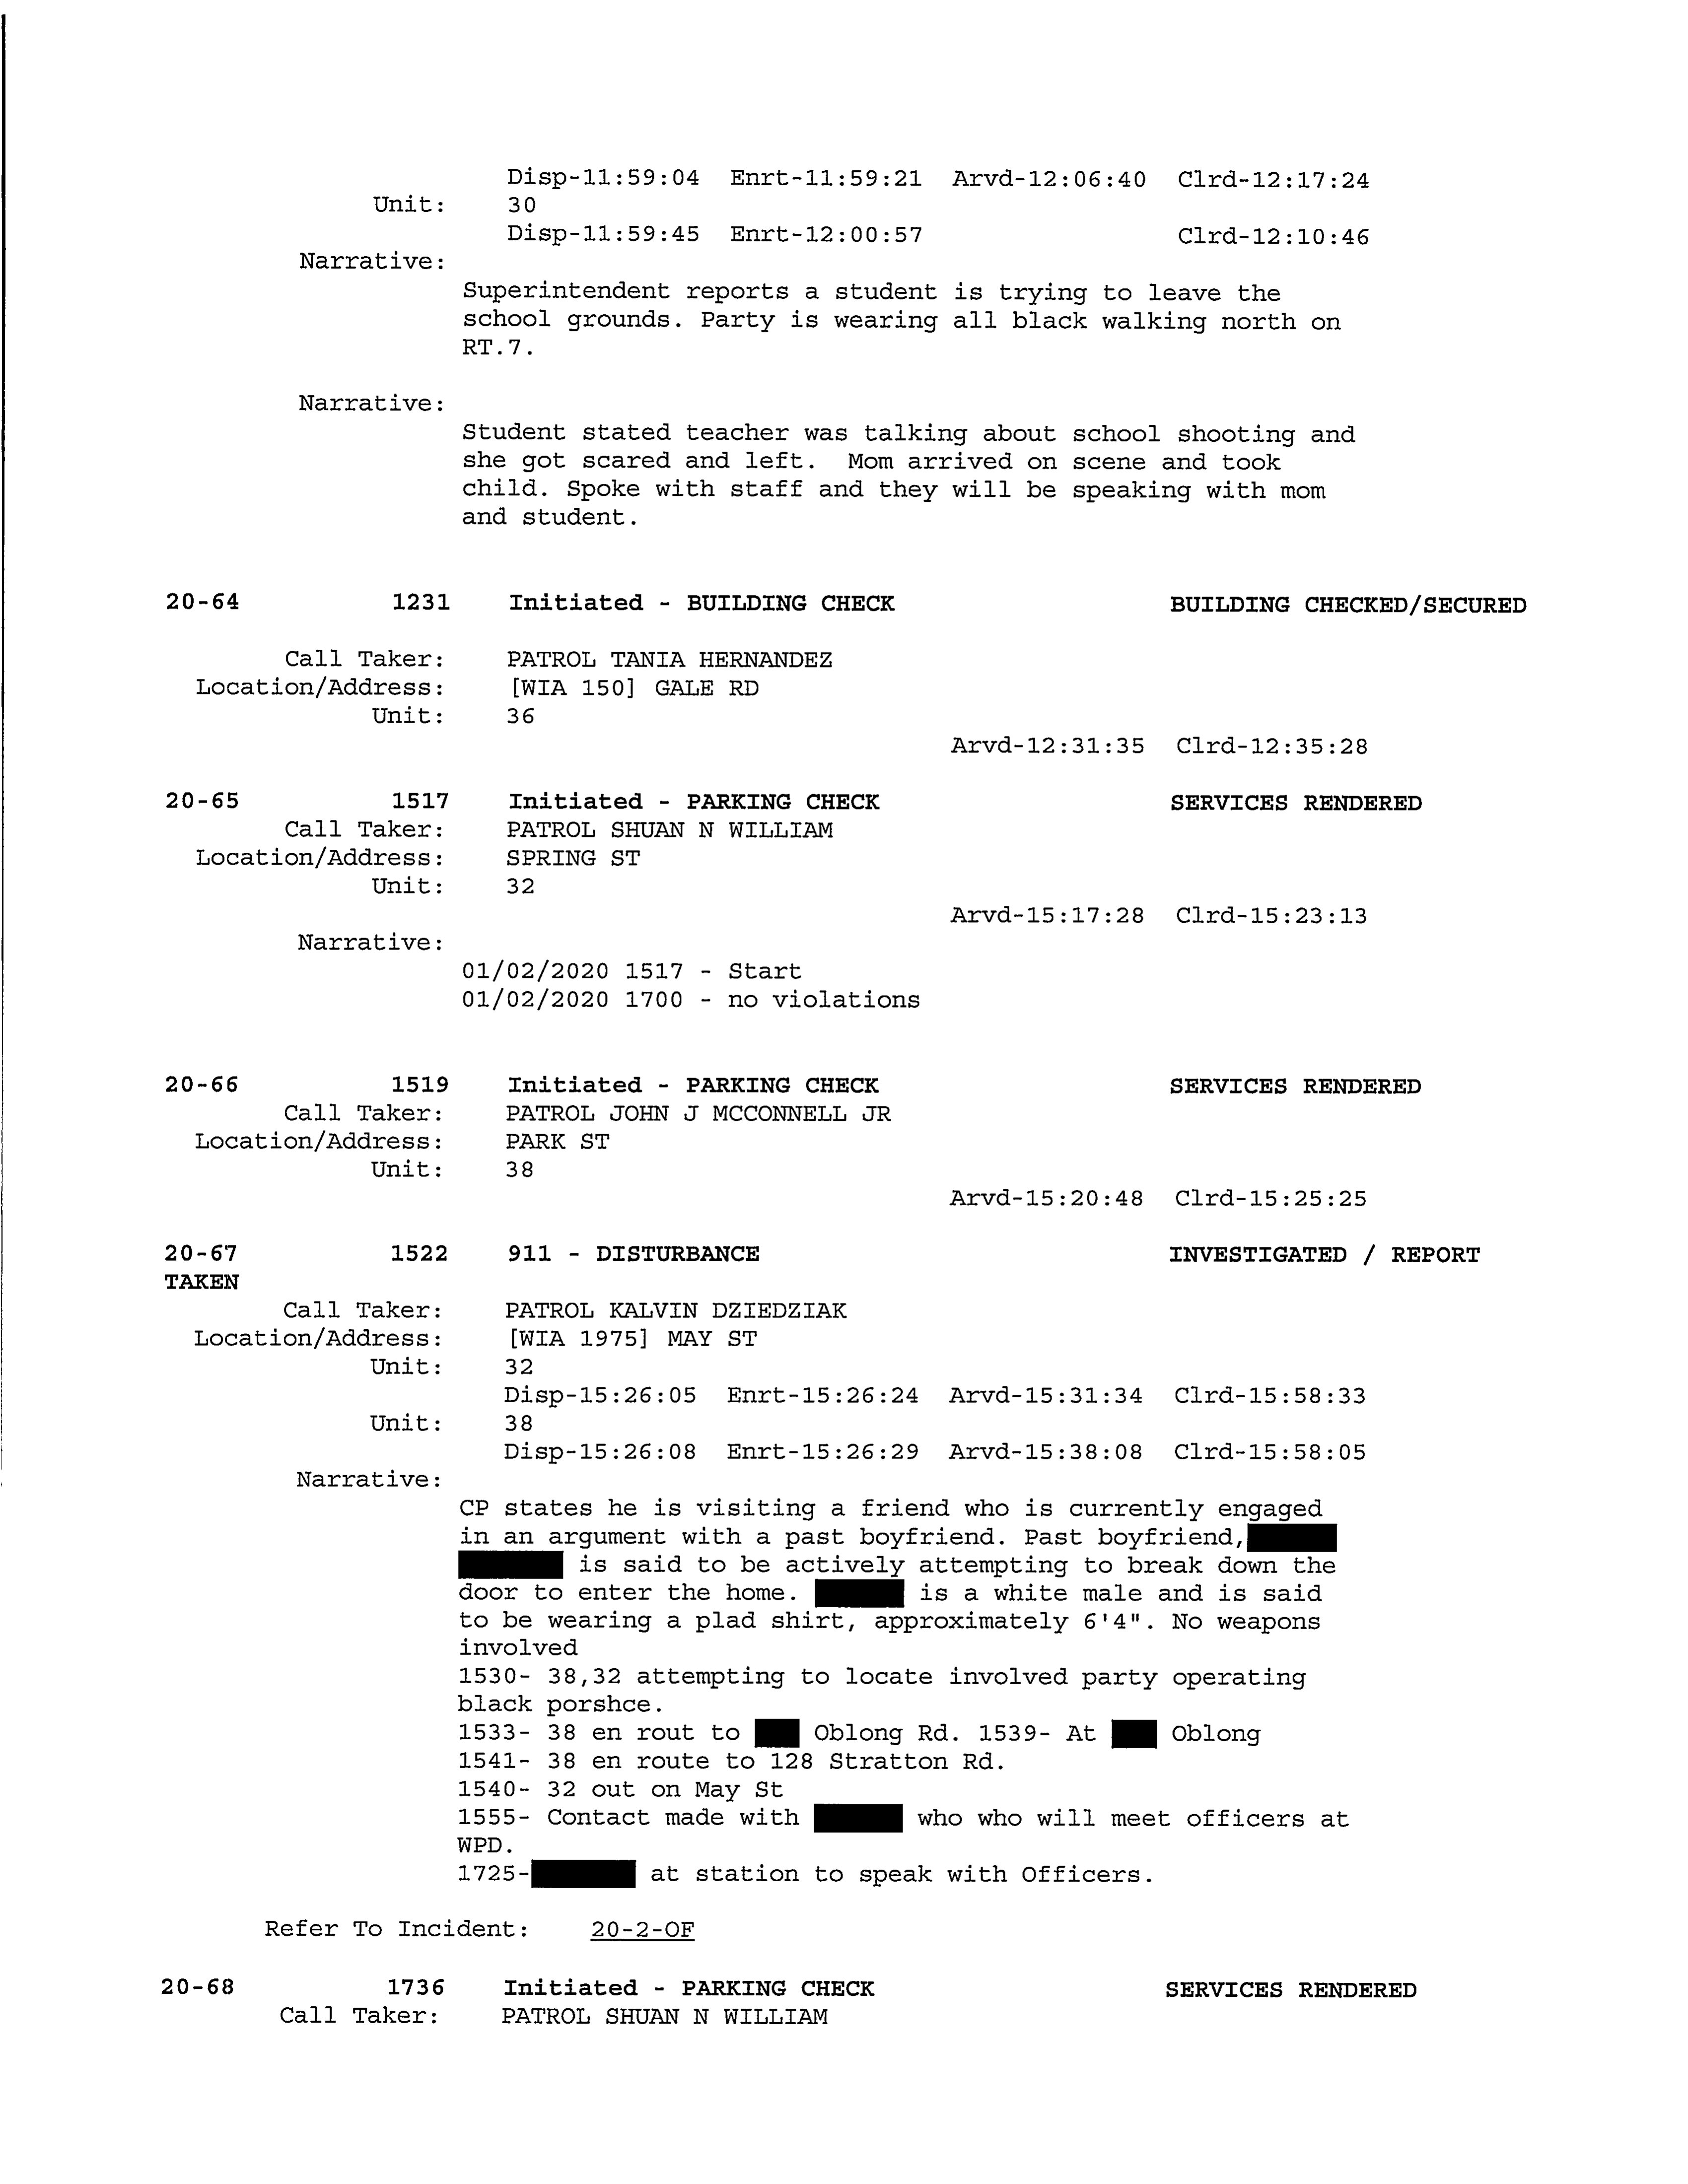 Disp-11:59:04 Enrt-11:59:21 Arvd-12:06:40 Clrd-12:17:24
Unit: 30
Disp-11:59:45 Enrt-12:00:57 Clrd-12:10:46
Narrative:
Superintendent reports a student is trying to leave the
school grounds. Party is wearing all black walking north on
RT.7.
Narrative:
Student stated teacher was talking about school shooting and
she got scared and left. Mom arrived on scene and took
child. Spoke with staff and they will be speaking with mom
and student.
20-64 1231 Initiated - BUILDING CHECK BUILDING CHECKED/SECURED
Call Taker: PATROL TANIA HERNANDEZ
Location/Address: [WIA 150] GALE RD
Unit: 36
Arvd-12:31:35 Clrd-12:35:28
20-65 1517 Initiated - PARKING CHECK SERVICES RENDERED
Call Taker: PATROL SHUAN N WILLIAM
Location/Address: SPRING ST
Unit: 32
Arvd-15:17:28 Clrd-15:23:13
Narrative:
01/02/2020 1517 - Start
01/02/2020 1700 - no violations
20-66 1519 Initiated - PARKING CHECK SERVICES RENDERED
Call Taker: PATROL JOHN J MCCONNELL JR
Location/Address: PARK ST
Unit: 38
Arvd-15:20:48 Clrd-15:25:25
20-67 1522 911 - DISTURBANCE INVESTIGATED / REPORT
TAKEN
Call Taker: PATROL KALVIN DZIEDZIAK
Location/Address: [WIA 1975] MAY ST
Unit: 32
Disp-15:26:05 Enrt-15:26:24 Arvd-15:31:34 Clrd-15:58:33
Unit: 38
Disp-15:26:08 Enrt-15:26:29 Arvd-15:38:08 Clrd-15:58:05
Narrative:
CP states he is visiting a friend who is currently engaged
in an argument with a past boyfriend. Past boyfriend,
is said to be actively attempting to break down the
door to enter the home. is a white male and is said
to be wearing a plad shirt, approximately 6'4". No weapons
involved
1530- 38,32 attempting to locate involved party operating
black porshce.
1533- 38 en rout to Oblong Rd. 1539- At Oblong
1541- 38 en route to 128 Stratton Rd.
1540- 32 out on May St
1555- Contact made with who who will meet officers at
WPD.
1725- at station to speak with Officers.
Refer To Incident: 20-2-OF
20-68 1736 Initiated - PARKING CHECK SERVICES RENDERED
Call Taker: PATROL SHUAN N WILLIAM